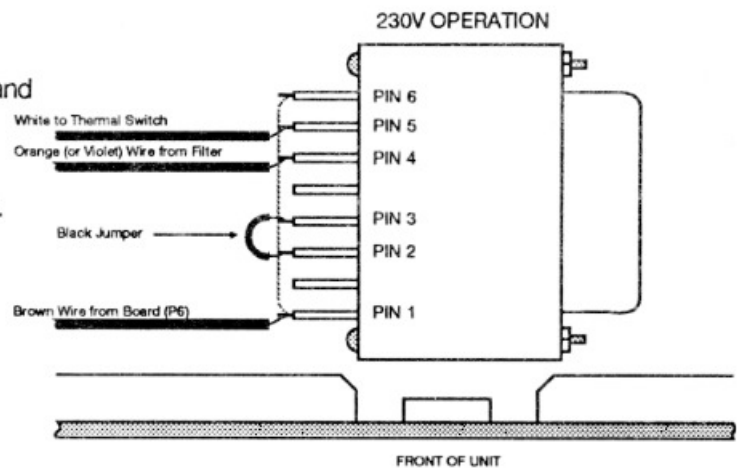 230V OPERATION
and
PIN 6
White to Thermal Switch
PIN 5
Orange (or Violet) Wire from Filter
PIN 4
.
PIN 3
Black Jumper
PIN 2
Brown Wire from Board (P6)
PIN 1
FRONT OF UNIT